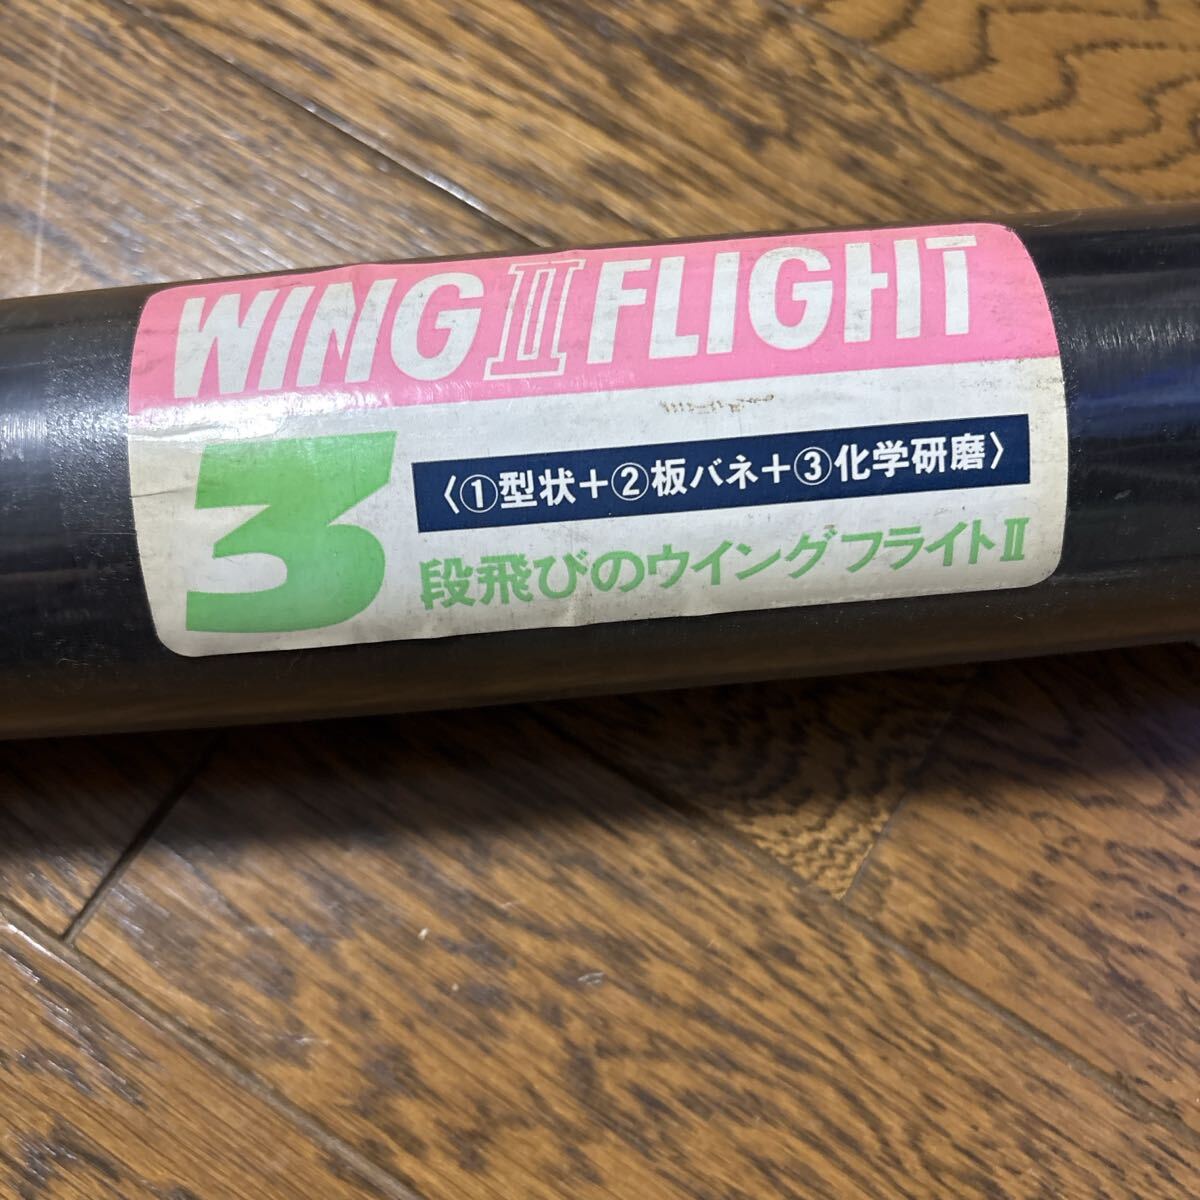 WING II FLIGHT
〈①型状+②板バネ+③化学研磨〉
3段飛びのウイングフライトII